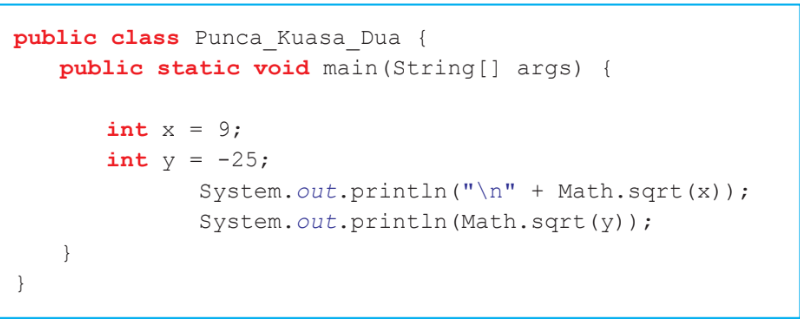 public class Punca_Kuasa_Dua {
public static void main(String[] args) {
int x = 9;
int y = -25;
System.out.println("\n" + Math.sqrt(x));
System.out.println(Math.sqrt(y));
}
}